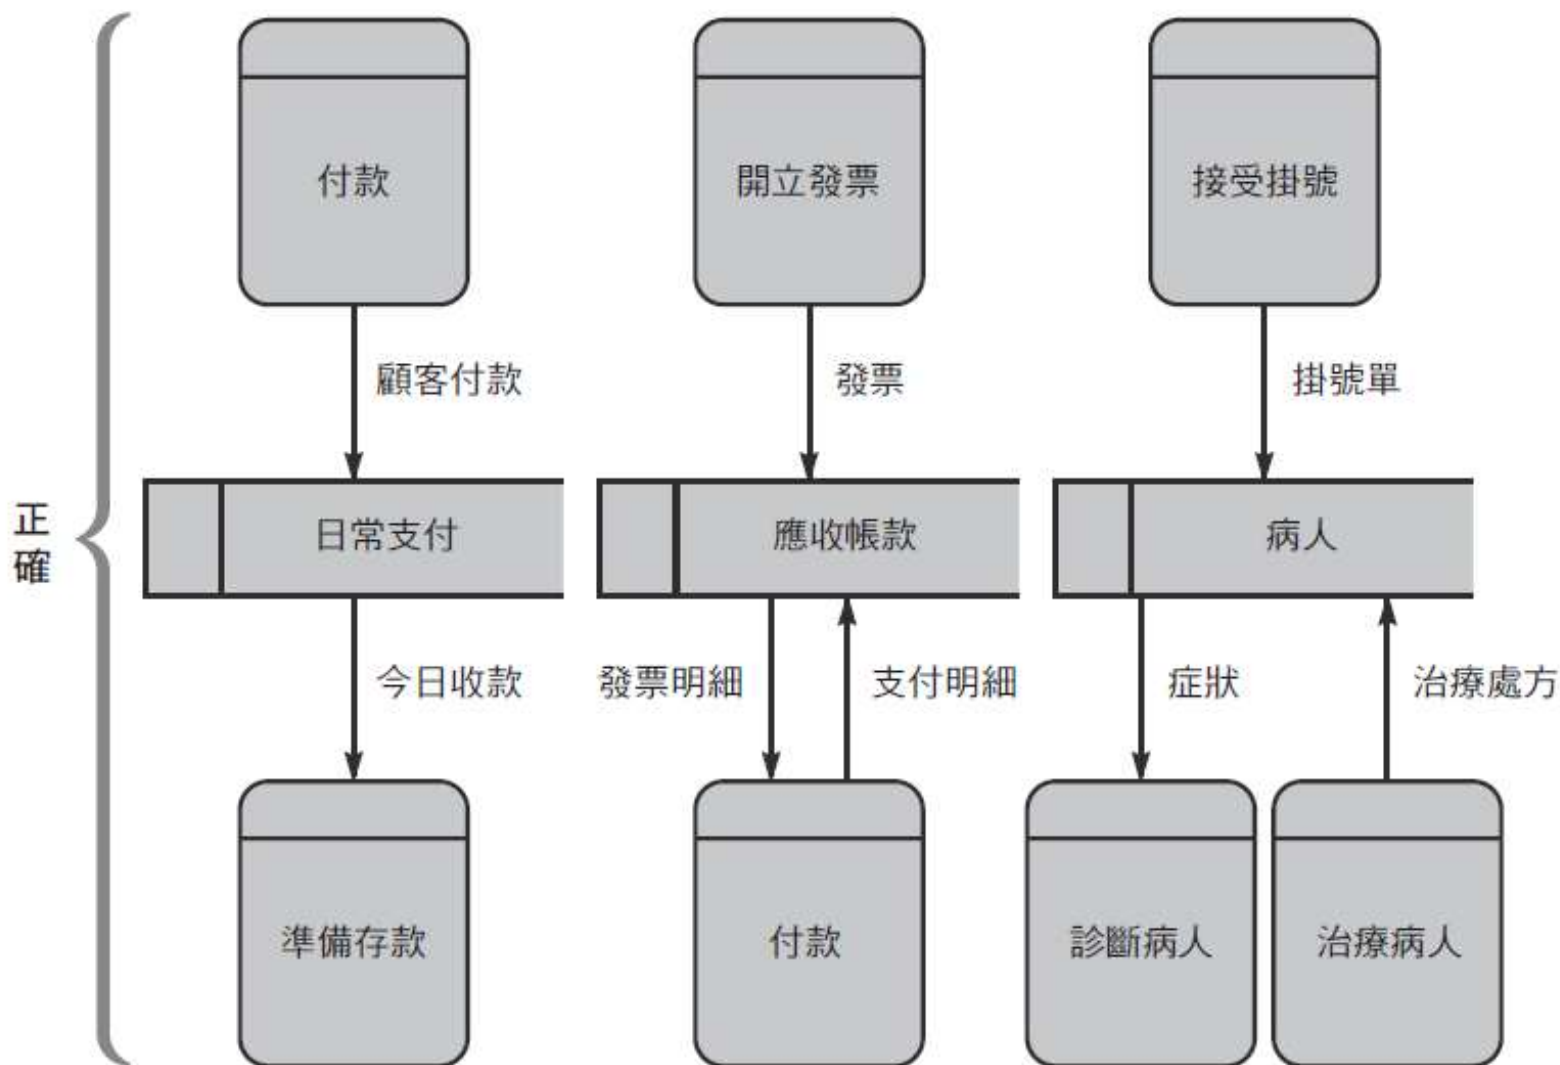 付款
開立發票
接受掛號
顧客付款
發票
掛號單
正確
日常支付
應收帳款
病人
今日收款
發票明細
支付明細
症狀
治療處方
準備存款
付款
診斷病人
治療病人